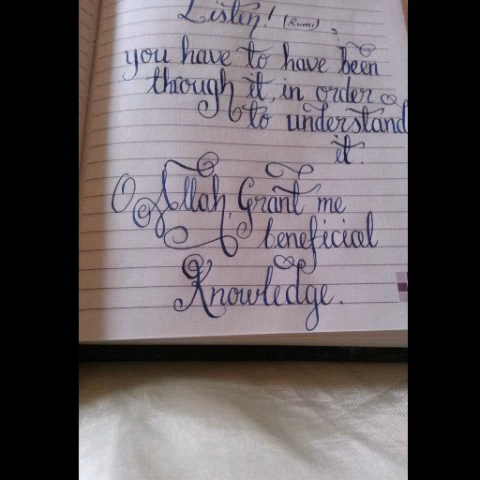 Listen! (Rumi),
you have to have been
through it, in order
to understand
it.
O Allah, Grant me
beneficial
Knowledge.